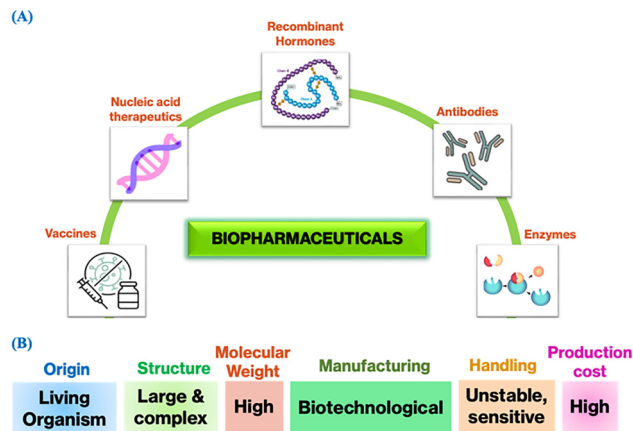 (A)
Recombinant
Hormones
Nucleic acid
therapeutics
Antibodies
Vaccines
BIOPHARMACEUTICALS
Enzymes
(B)
Origin
Structure
Molecular
Weight
Manufacturing
Handling
Production
cost
Living
Organism
Large &
complex
High
Biotechnological
Unstable,
sensitive
High